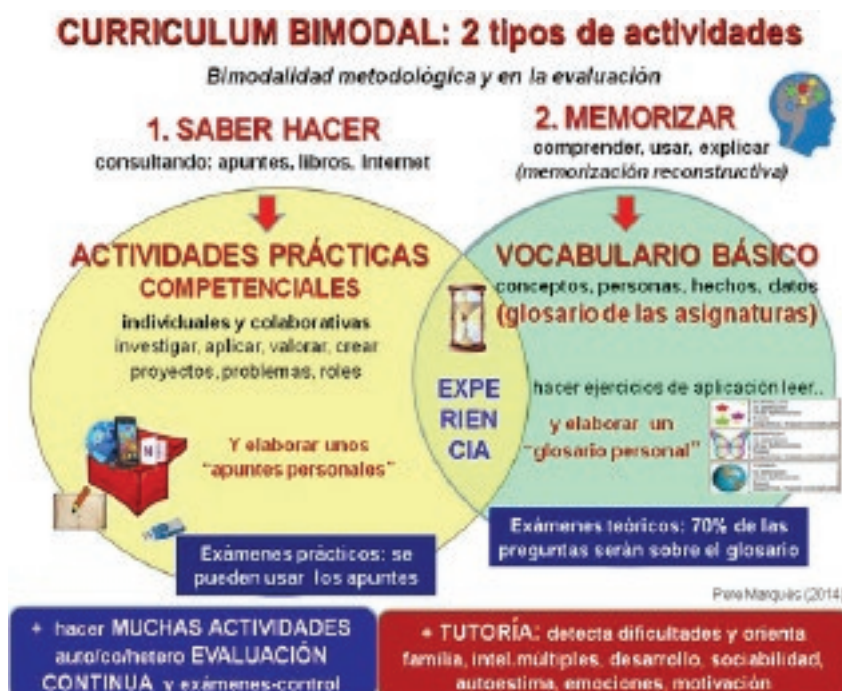 CURRICULUM BIMODAL: 2 tipos de actividades
Bimodalidad metodológica y en la evaluación
1. SABER HACER
consultando: apuntes, libros, Internet
2. MEMORIZAR
comprender, usar, explicar
(memorización reconstructiva)
ACTIVIDADES PRÁCTICAS
COMPETENCIALES
individuales y colaborativas
investigar, aplicar, valorar, crear
proyectos, problemas, roles
Y elaborar unos
"apuntes personales"
Exámenes prácticos: se
pueden usar los apuntes
EXPE
RIEN
CIA
VOCABULARIO BÁSICO
conceptos, personas, hechos, datos
(glosario de las asignaturas)
hacer ejercicios de aplicación leer..
y elaborar un
"glosario personal"
Exámenes teóricos: 70% de las
preguntas serán sobre el glosario
Pere Marquès (2014)
+ hacer MUCHAS ACTIVIDADES
auto/co/hetero EVALUACIÓN
CONTINUA y exámenes-control
+ TUTORÍA: detecta dificultades y orienta
familia, intel.múltiples, desarrollo, sociabilidad,
autoestima, emociones, motivación